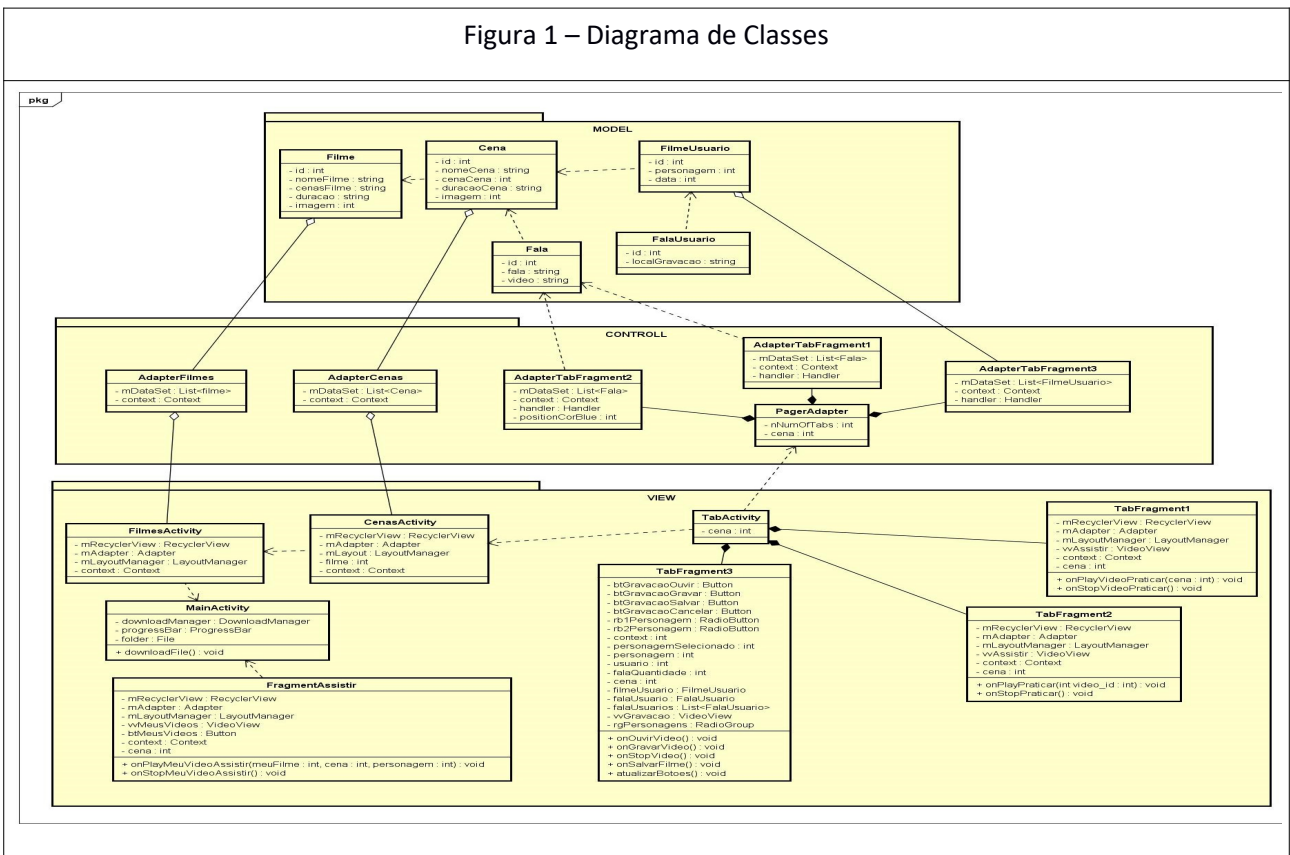 Figura 1 – Diagrama de Classes
pkg
MODEL
Filme
- id : int
- nomeFilme : string
- cenasFilme : string
- duracao : string
- imagem : int
Cena
- id : int
- nomeCena : string
- cenaCena : int
- duracaoCena : string
- imagem : int
FilmeUsuario
- id : int
- personagem : int
- data : int
Fala
- id : int
- fala : string
- video : string
FalaUsuario
- id : int
- localGravacao : string
CONTROLL
AdapterFilmes
- mDataSet : List<filme>
- context : Context
AdapterCenas
- mDataSet : List<Cena>
- context : Context
AdapterTabFragment2
- mDataSet : List<Fala>
- context : Context
- handler : Handler
- positionCorBlue : int
AdapterTabFragment1
- mDataSet : List<Fala>
- context : Context
- handler : Handler
PagerAdapter
- nNumOfTabs : int
- cena : int
AdapterTabFragment3
- mDataSet : List<FilmeUsuario>
- context : Context
- handler : Handler
VIEW
FilmesActivity
- mRecyclerView : RecyclerView
- mAdapter : Adapter
- mLayoutManager : LayoutManager
- context : Context
CenasActivity
- mRecyclerView : RecyclerView
- mAdapter : Adapter
- mLayout : LayoutManager
- filme : int
- context : Context
TabActivity
- cena : int
TabFragment1
- mRecyclerView : RecyclerView
- mAdapter : Adapter
- mLayoutManager : LayoutManager
- vvAssistir : VideoView
- context : Context
- cena : int
+ onPlayVideoPraticar(cena : int) : void
+ onStopVideoPraticar() : void
MainActivity
- downloadManager : DownloadManager
- progressBar : ProgressBar
- folder : File
+ downloadFile() : void
TabFragment3
- btGravacaoOuvir : Button
- btGravacaoGravar : Button
- btGravacaoSalvar : Button
- btGravacaoCancelar : Button
- rb1Personagem : RadioButton
- rb2Personagem : RadioButton
- context : int
- personagemSelecionado : int
- personagem : int
- usuario : int
- falaQuantidade : int
- cena : int
- filmeUsuario : FilmeUsuario
- falaUsuario : FalaUsuario
- falaUsuarios : List<FalaUsuario>
- vvGravacao : VideoView
- rgPersonagens : RadioGroup
+ onOuvirVideo() : void
+ onGravarVideo() : void
+ onStopVideo() : void
+ onSalvarFilme() : void
+ atualizarBotoes() : void
TabFragment2
- mRecyclerView : RecyclerView
- mAdapter : Adapter
- mLayoutManager : LayoutManager
- vvAssistir : VideoView
- context : Context
- cena : int
+ onPlayPraticar(int video_id : int) : void
+ onStopPraticar() : void
FragmentAssistir
- mRecyclerView : RecyclerView
- mAdapter : Adapter
- mLayoutManager : LayoutManager
- vvMeusVideos : VideoView
- btMeusVideos : Button
- context : Context
- cena : int
+ onPlayMeuVideoAssistir(meuFilme : int, cena : int, personagem : int) : void
+ onStopMeuVideoAssistir() : void